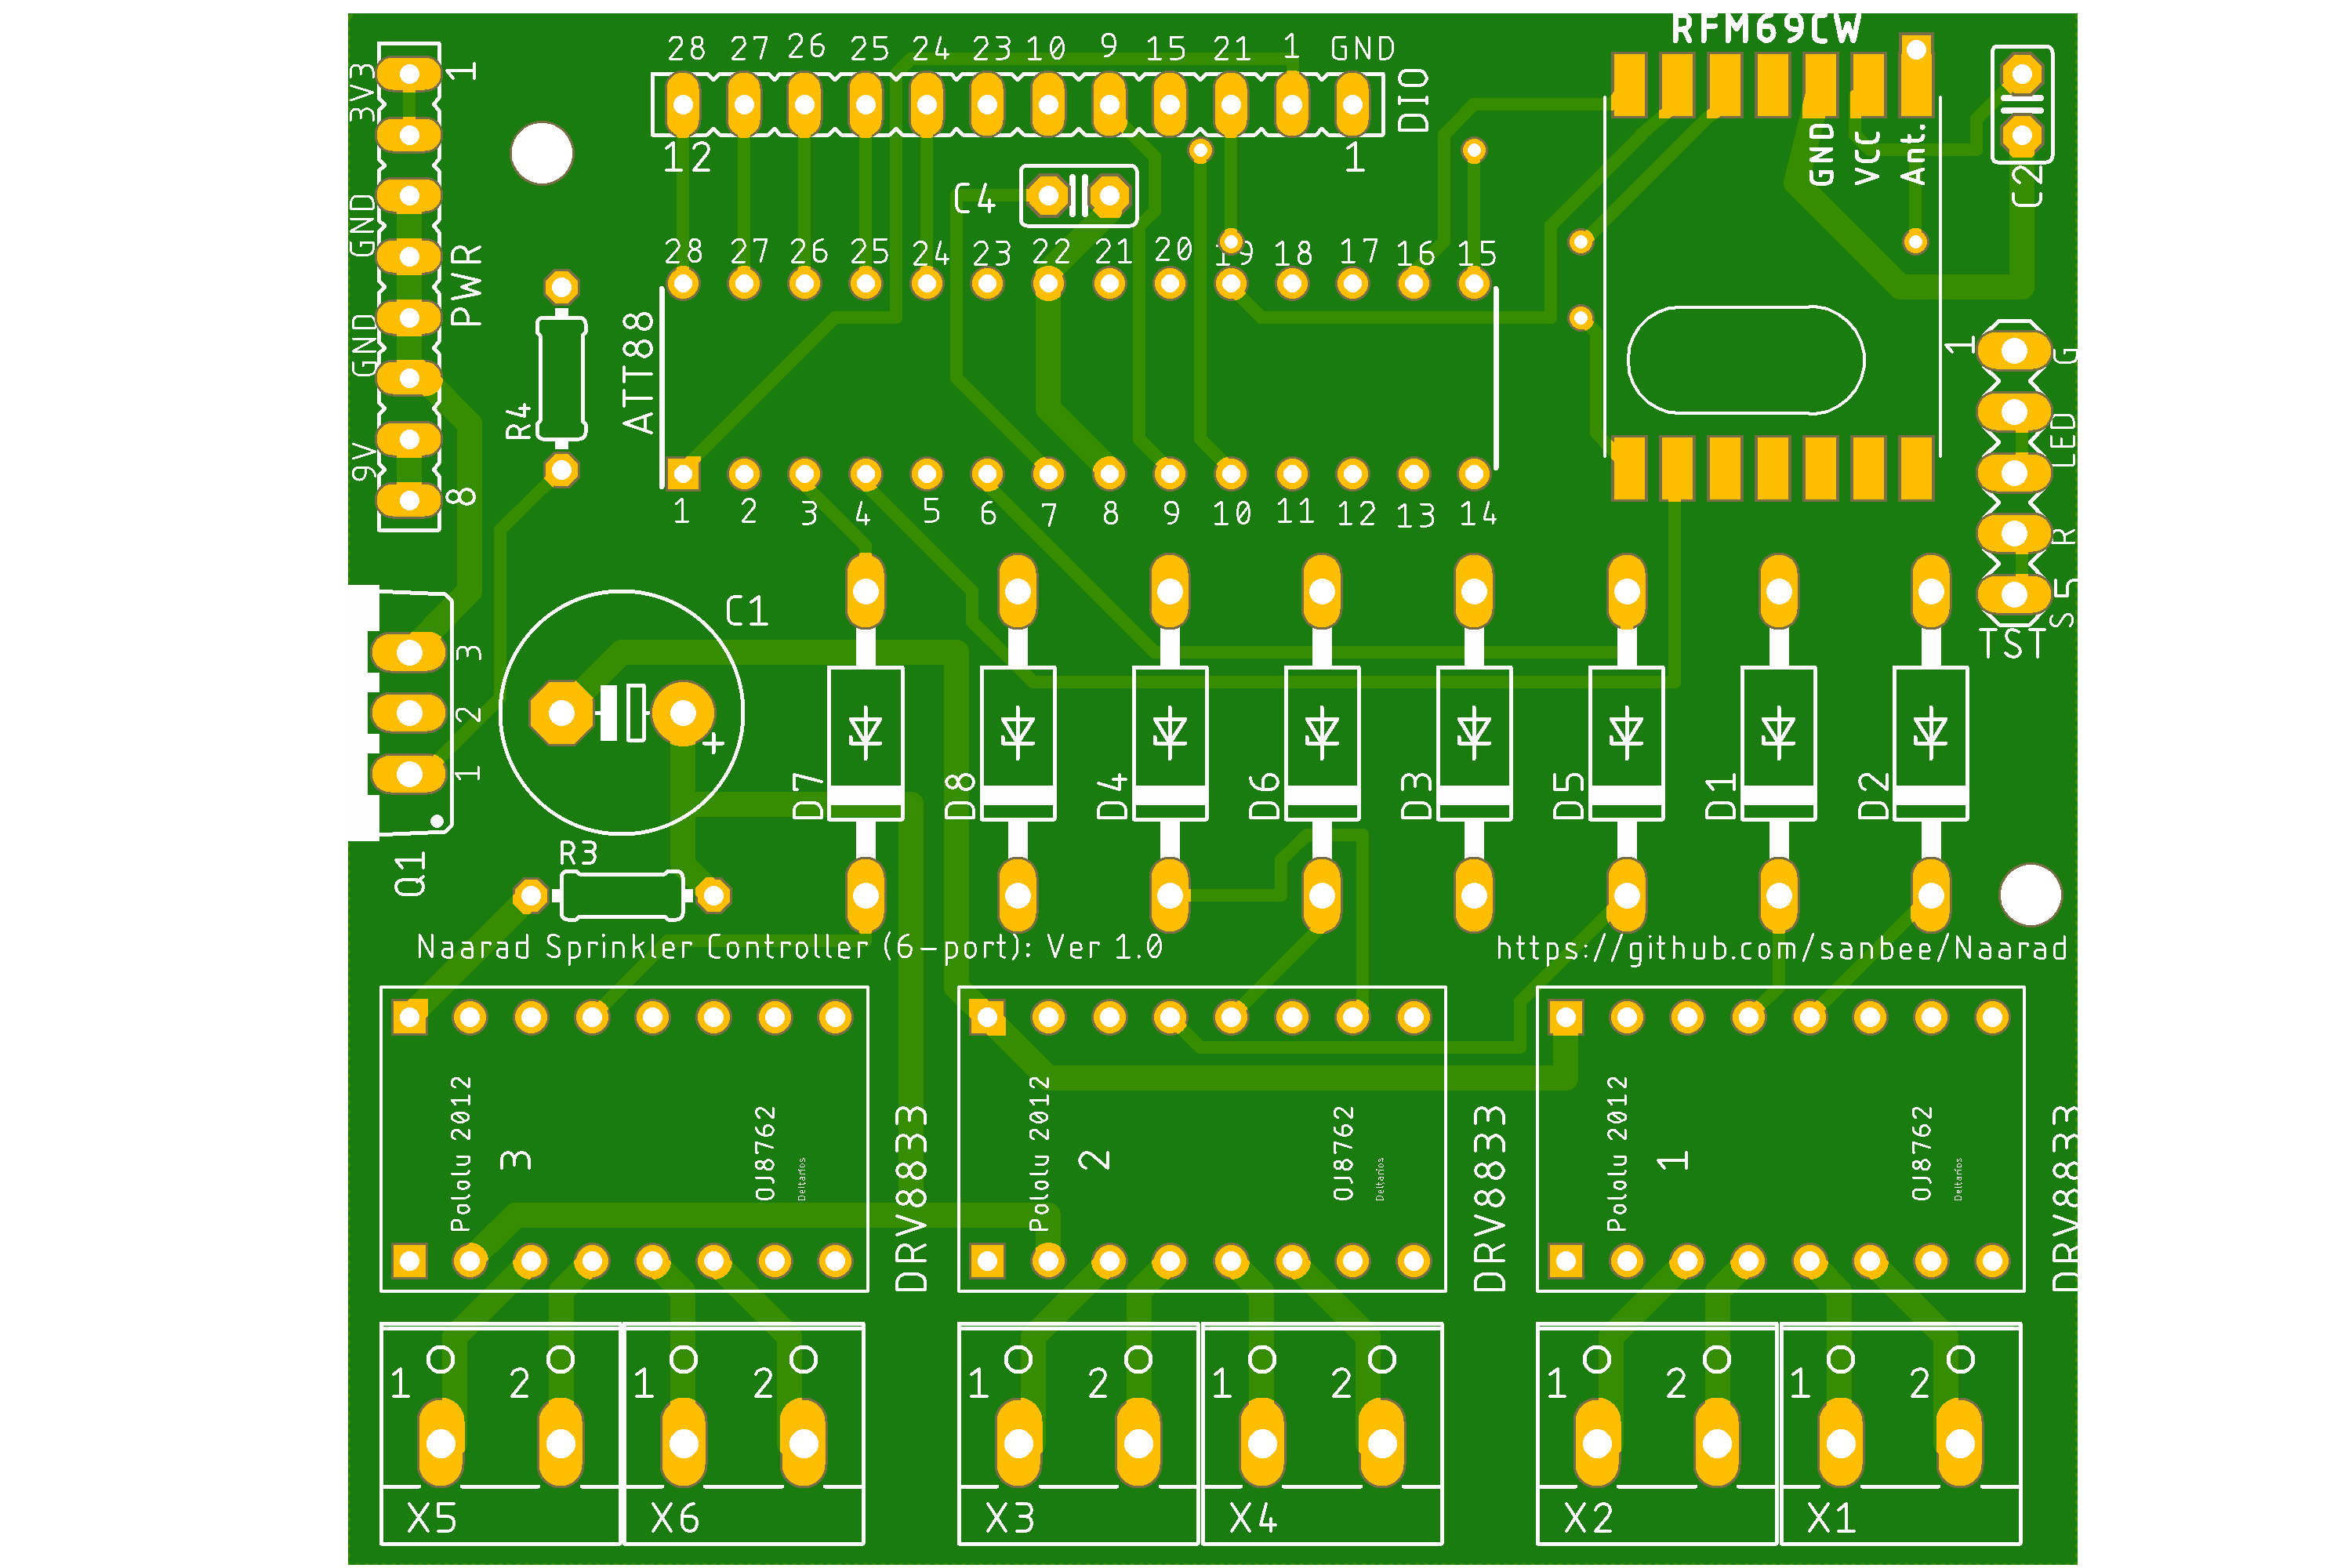 RFM69CW
28 27 26 25 24 23 10 9 15 21 1 GND
DIO
12 1
3V3
1
GND
PWR
GND
9V
8
C4
GND
VCC
Ant.
C2
28 27 26 25 24 23 22 21 20 19 18 17 16 15
ATT88
R4
1 2 3 4 5 6 7 8 9 10 11 12 13 14
1
G
LED
R
S
5
TST
C1
+
3
2
1
Q1
R3
D7 D8 D4 D6 D3 D5 D1 D2
Naarad Sprinkler Controller (6-port): Ver 1.0
https://github.com/sanbee/Naarad
Pololu 2012
3
OJ8762
Deltarios
DRV8833
Pololu 2012
2
OJ8762
Deltarios
DRV8833
Pololu 2012
1
OJ8762
Deltarios
DRV8833
1 2 1 2 1 2 1 2 1 2 1 2
X5 X6 X3 X4 X2 X1